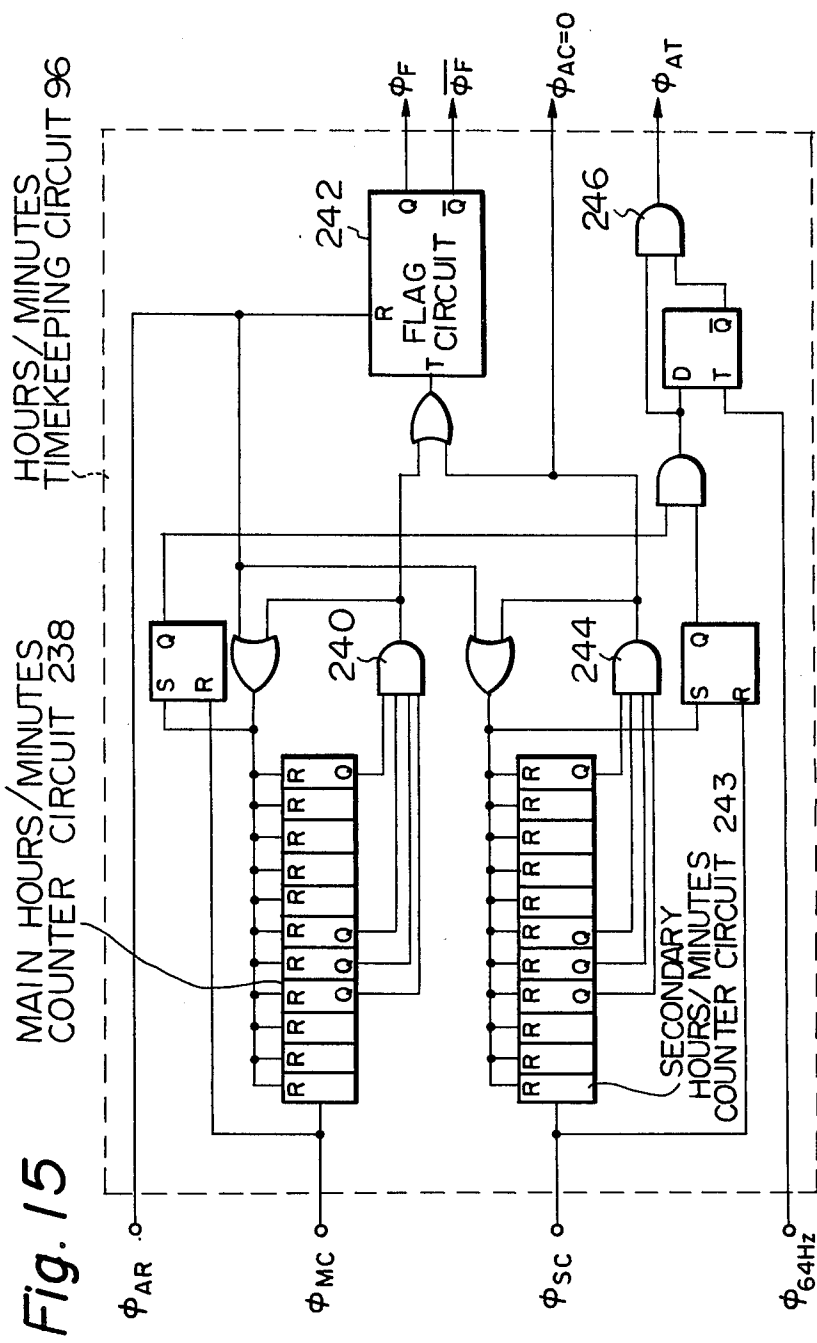 Fig. 15
MAIN HOURS/MINUTES
COUNTER CIRCUIT 238
HOURS/MINUTES
TIMEKEEPING CIRCUIT 96
φAR
φMC
φSC
φ64Hz
S Q
R
R R R R R R R R R
Q Q Q Q
240
R
T
FLAG
CIRCUIT
Q
Q̅
242
φF
φ̅F̅
φAC=0
R R R R R R R R R
Q Q Q Q
244
SECONDARY
HOURS/MINUTES
COUNTER CIRCUIT 243
S Q
R
D
T Q̅
246
φAT